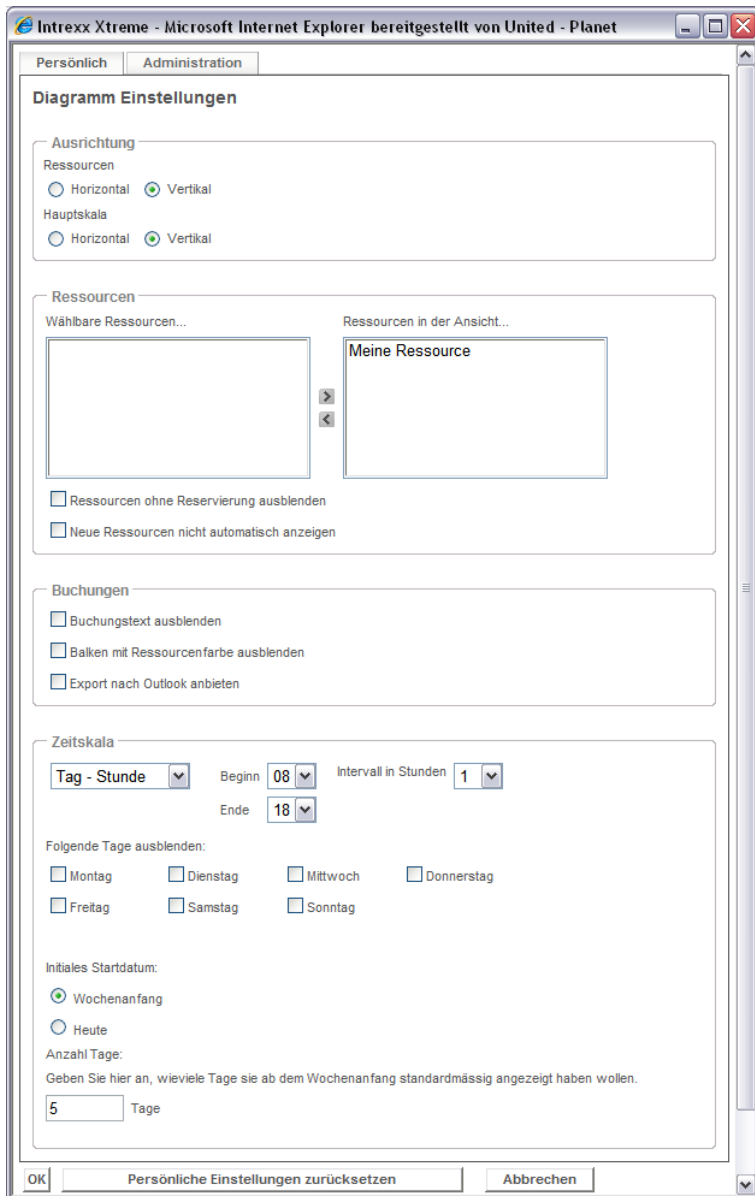 Intrexx Xtreme - Microsoft Internet Explorer bereitgestellt von United - Planet
Persönlich Administration
Diagramm Einstellungen
Ausrichtung
Ressourcen
Horizontal Vertikal
Hauptskala
Horizontal Vertikal
Ressourcen
Wählbare Ressourcen... Ressourcen in der Ansicht...
Meine Ressource
Ressourcen ohne Reservierung ausblenden
Neue Ressourcen nicht automatisch anzeigen
Buchungen
Buchungstext ausblenden
Balken mit Ressourcenfarbe ausblenden
Export nach Outlook anbieten
Zeitskala
Tag - Stunde Beginn 08 Intervall in Stunden 1
Ende 18
Folgende Tage ausblenden:
Montag Dienstag Mittwoch Donnerstag
Freitag Samstag Sonntag
Initiales Startdatum:
Wochenanfang
Heute
Anzahl Tage:
Geben Sie hier an, wieviele Tage sie ab dem Wochenanfang standardmässig angezeigt haben wollen.
5 Tage
OK Persönliche Einstellungen zurücksetzen Abbrechen